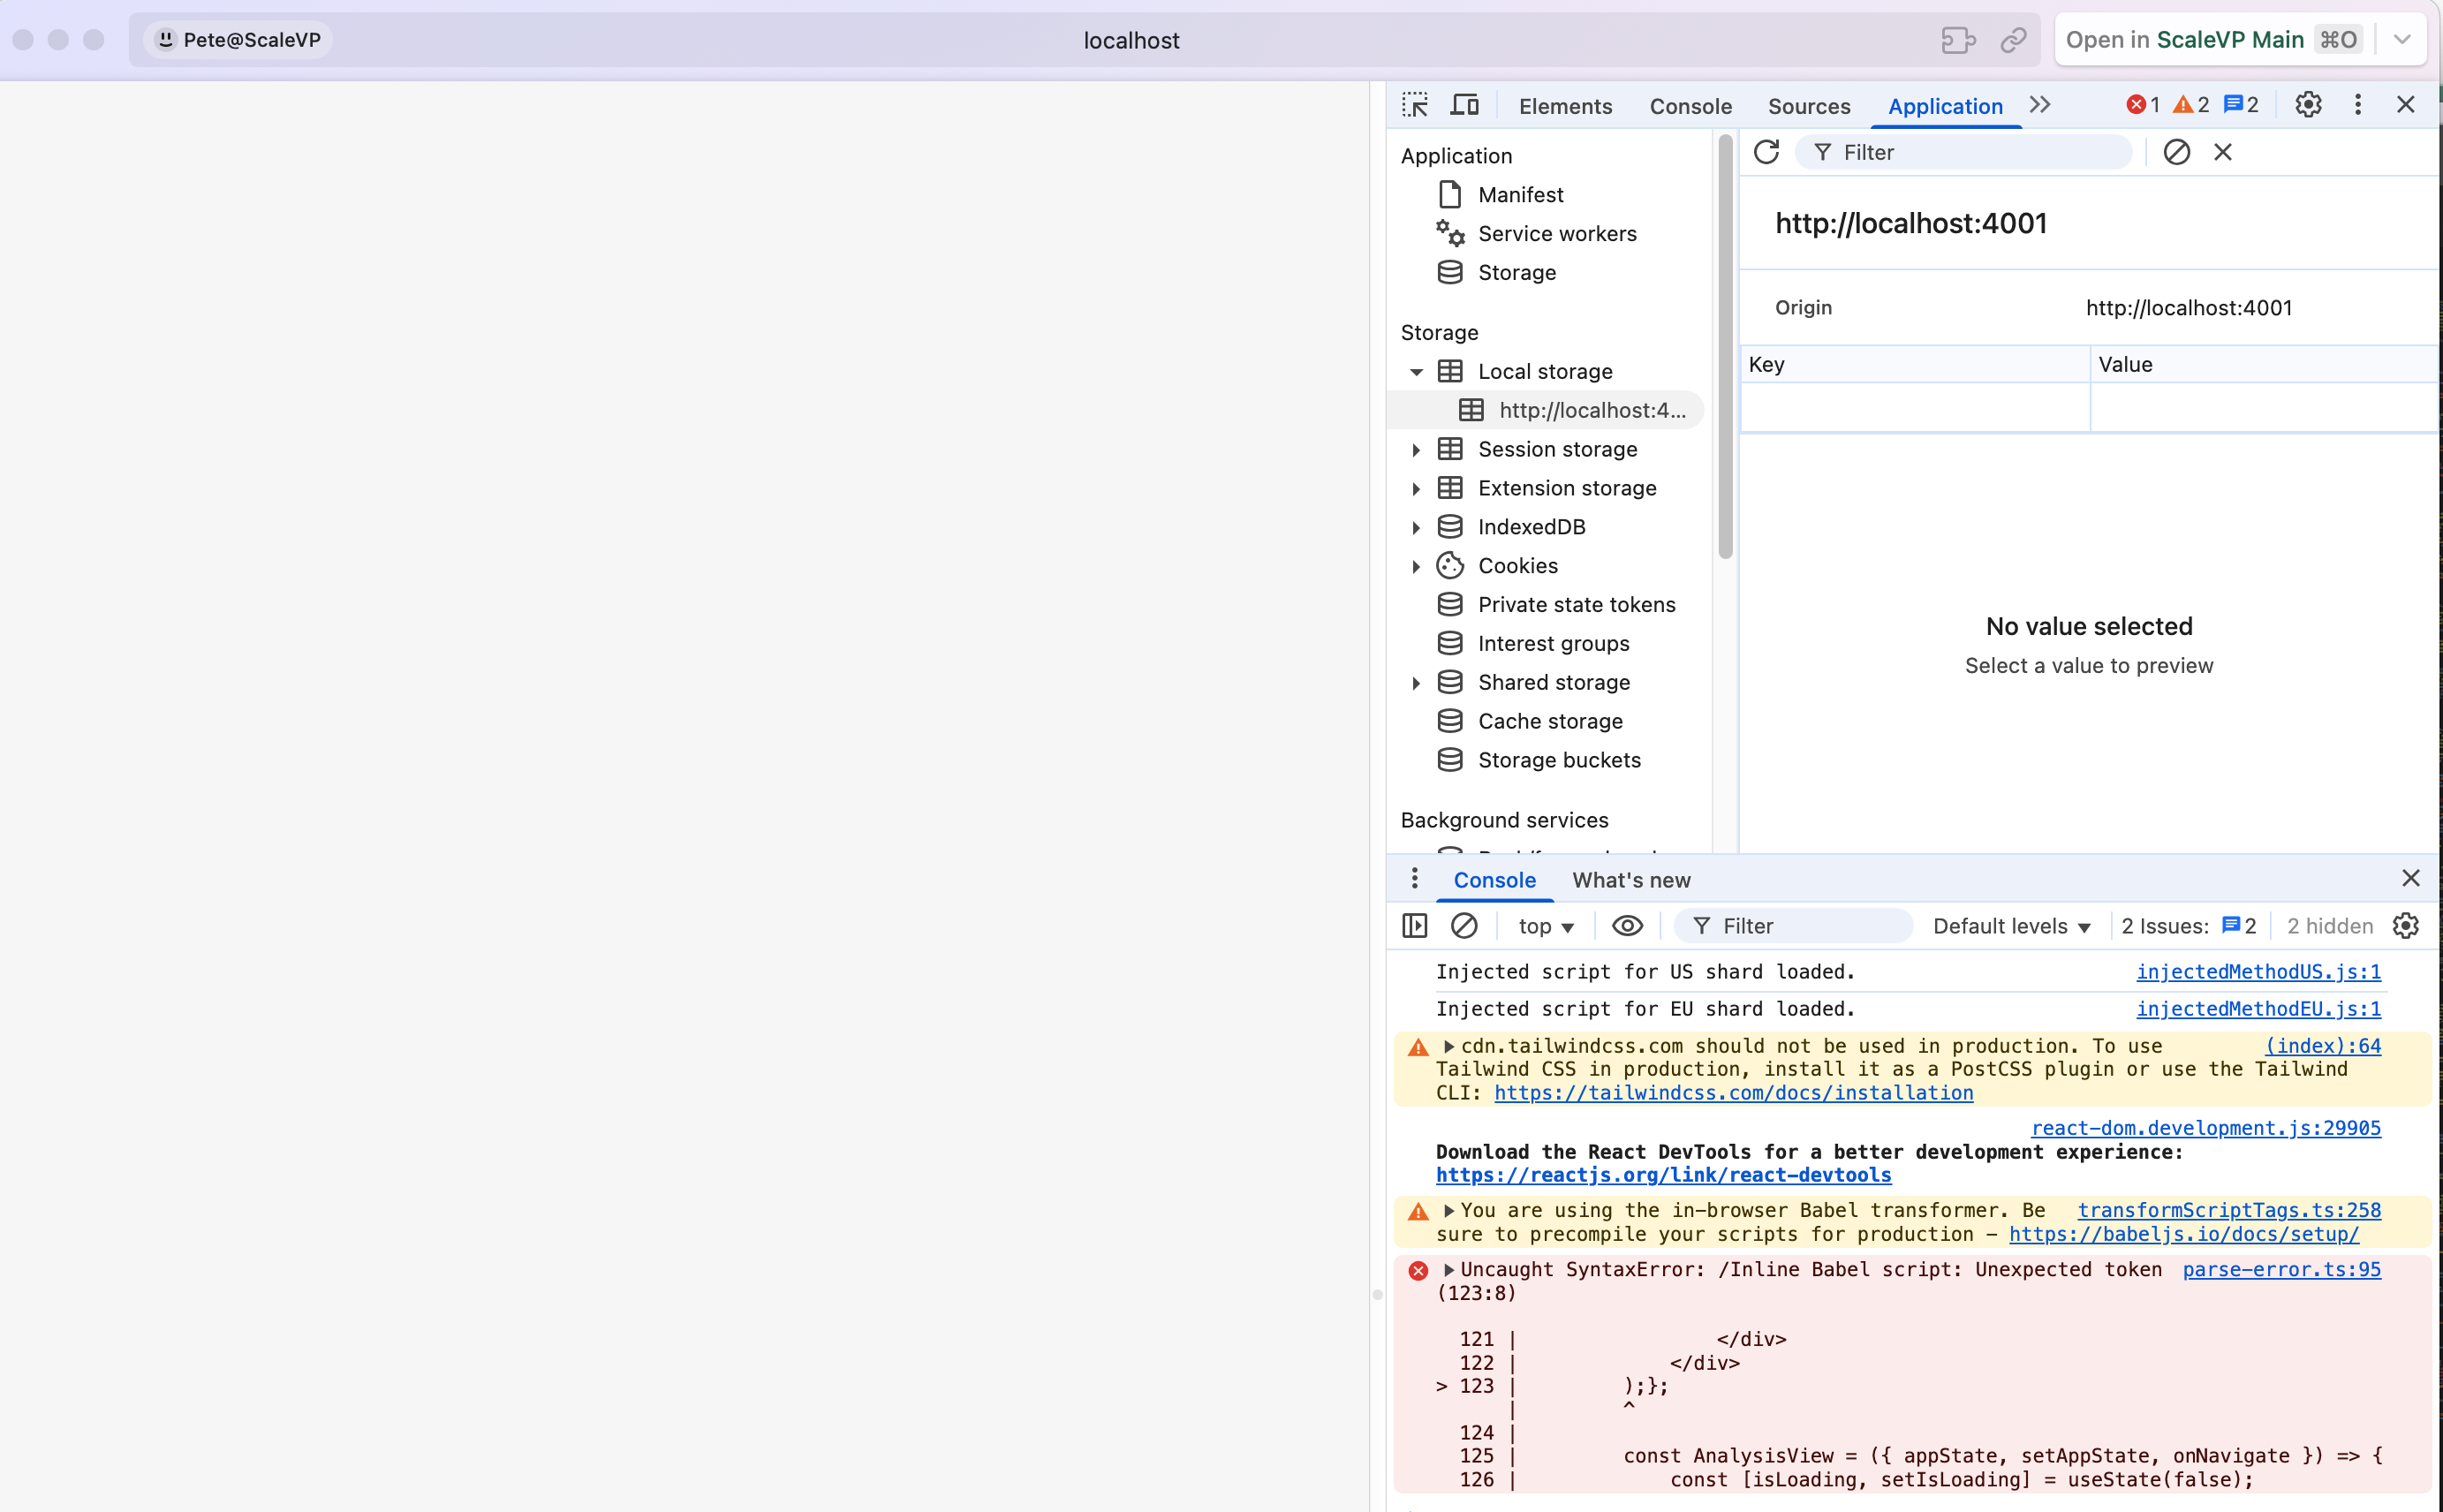 Pete@ScaleVP
localhost
Open in ScaleVP Main ⌘O
Elements Console Sources Application 1 2 2
Application
Manifest
Service workers
Storage
Storage
Local storage
http://localhost:4...
Session storage
Extension storage
IndexedDB
Cookies
Private state tokens
Interest groups
Shared storage
Cache storage
Storage buckets
Background services
Filter
http://localhost:4001
Origin http://localhost:4001
Key Value
No value selected
Select a value to preview
Console What's new
top Filter Default levels 2 Issues: 2 2 hidden
Injected script for US shard loaded. injectedMethodUS.js:1
Injected script for EU shard loaded. injectedMethodEU.js:1
cdn.tailwindcss.com should not be used in production. To use (index):64
Tailwind CSS in production, install it as a PostCSS plugin or use the Tailwind
CLI: https://tailwindcss.com/docs/installation
react-dom.development.js:29905
Download the React DevTools for a better development experience:
https://reactjs.org/link/react-devtools
You are using the in-browser Babel transformer. Be transformScriptTags.ts:258
sure to precompile your scripts for production – https://babeljs.io/docs/setup/
Uncaught SyntaxError: /Inline Babel script: Unexpected token parse-error.ts:95
(123:8)
121 | </div>
122 | </div>
> 123 | );};
| ^
124 |
125 | const AnalysisView = ({ appState, setAppState, onNavigate }) => {
126 | const [isLoading, setIsLoading] = useState(false);